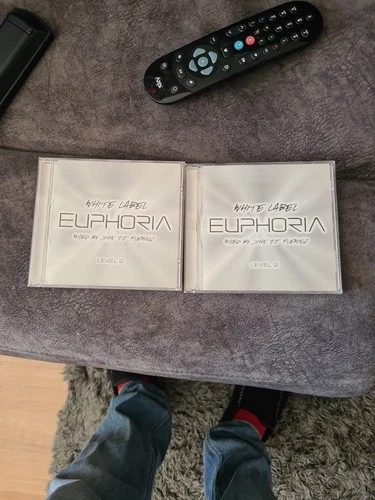 sky
WHITE LABEL
EUPHORIA
MIXED BY JOHN '00' FLEMING
LEVEL 2
WHITE LABEL
EUPHORIA
MIXED BY JOHN '00' FLEMING
LEVEL 2